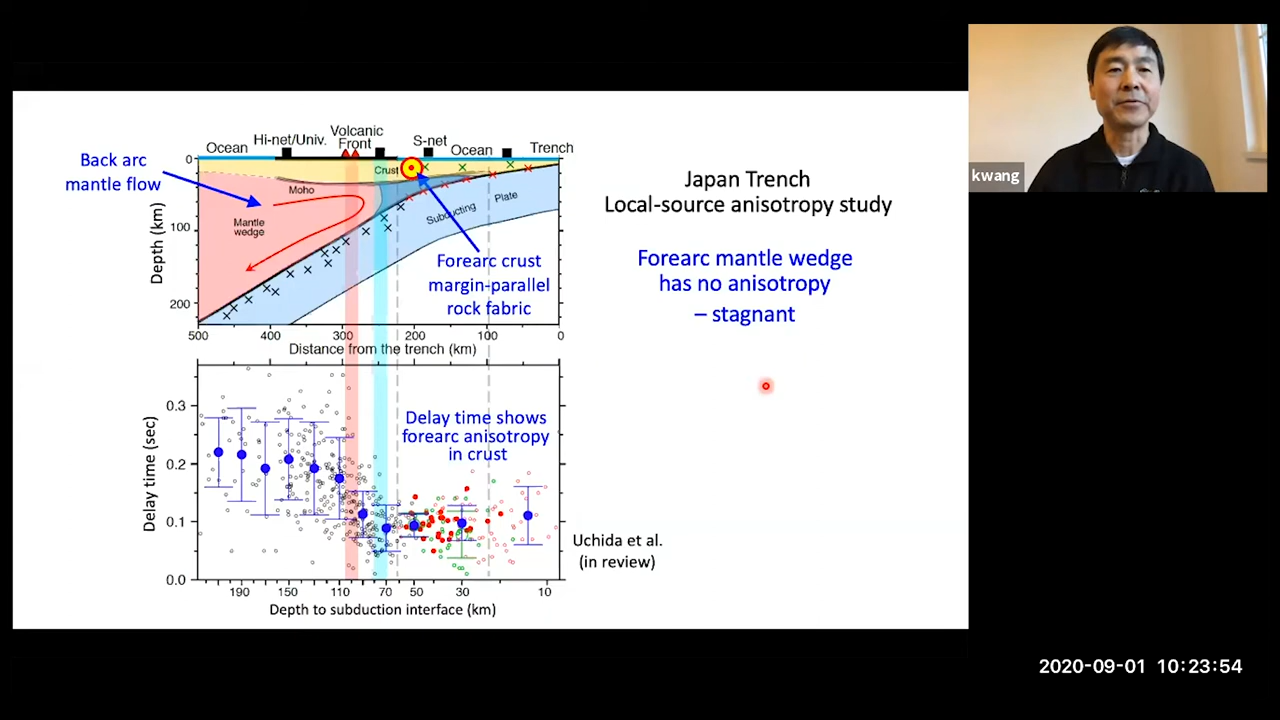 Volcanic
Front
Ocean
Hi-net/Univ.
S-net
Ocean
Trench
Back arc
mantle flow
0
100
200
Depth (km)
Crust
Moho
Mantle
wedge
Subducting
Plate
Forearc crust
margin-parallel
rock fabric
500
400
300
200
100
0
Distance from the trench (km)
Japan Trench
Local-source anisotropy study
Forearc mantle wedge
has no anisotropy
– stagnant
kwang
Delay time shows
forearc anisotropy
in crust
0.3
0.2
0.1
0.0
Delay time (sec)
190
150
110
70
50
30
10
Depth to subduction interface (km)
Uchida et al.
(in review)
2020-09-01 10:23:54